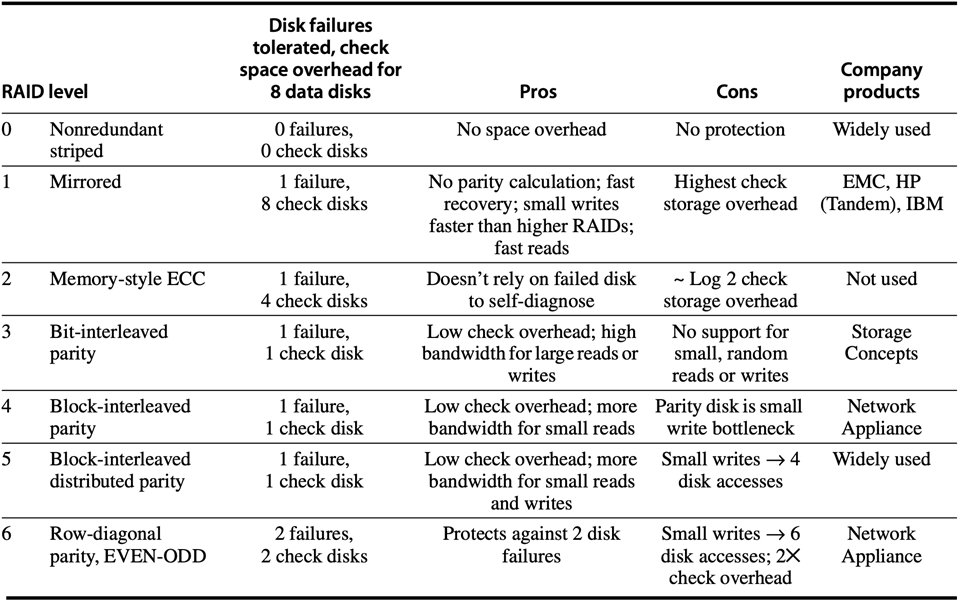 RAID level
Disk failures
tolerated, check
space overhead for
8 data disks
Pros
Cons
Company
products
0 Nonredundant
striped
0 failures,
0 check disks
No space overhead
No protection
Widely used
1 Mirrored
1 failure,
8 check disks
No parity calculation; fast
recovery; small writes
faster than higher RAIDs;
fast reads
Highest check
storage overhead
EMC, HP
(Tandem), IBM
2 Memory-style ECC
1 failure,
4 check disks
Doesn’t rely on failed disk
to self-diagnose
~ Log 2 check
storage overhead
Not used
3 Bit-interleaved
parity
1 failure,
1 check disk
Low check overhead; high
bandwidth for large reads or
writes
No support for
small, random
reads or writes
Storage
Concepts
4 Block-interleaved
parity
1 failure,
1 check disk
Low check overhead; more
bandwidth for small reads
Parity disk is small
write bottleneck
Network
Appliance
5 Block-interleaved
distributed parity
1 failure,
1 check disk
Low check overhead; more
bandwidth for small reads
and writes
Small writes → 4
disk accesses
Widely used
6 Row-diagonal
parity, EVEN-ODD
2 failures,
2 check disks
Protects against 2 disk
failures
Small writes → 6
disk accesses; 2×
check overhead
Network
Appliance